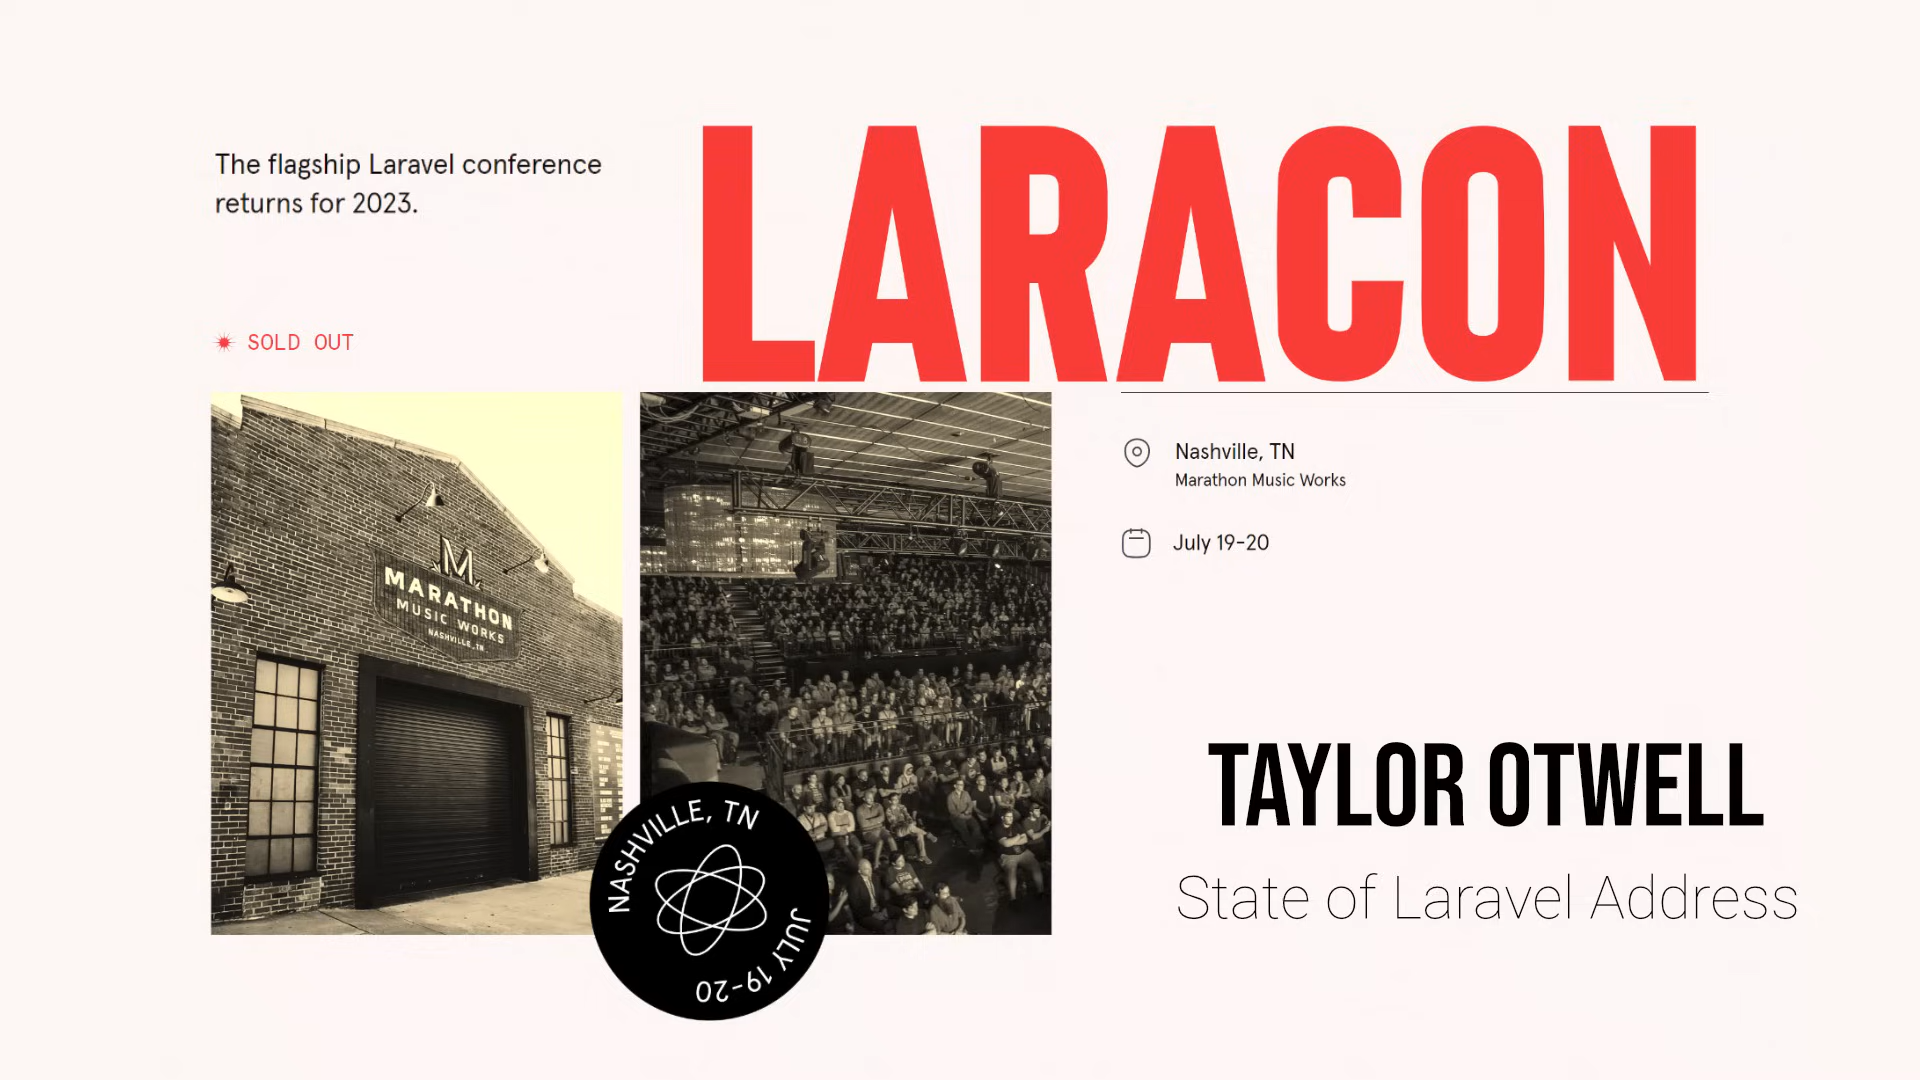 The flagship Laravel conference
returns for 2023.
SOLD OUT
LARACON
Nashville, TN
Marathon Music Works
July 19-20
M
MARATHON
MUSIC WORKS
NASHVILLE, TN
NASHVILLE, TN
JULY 19-20
TAYLOR OTWELL
State of Laravel Address